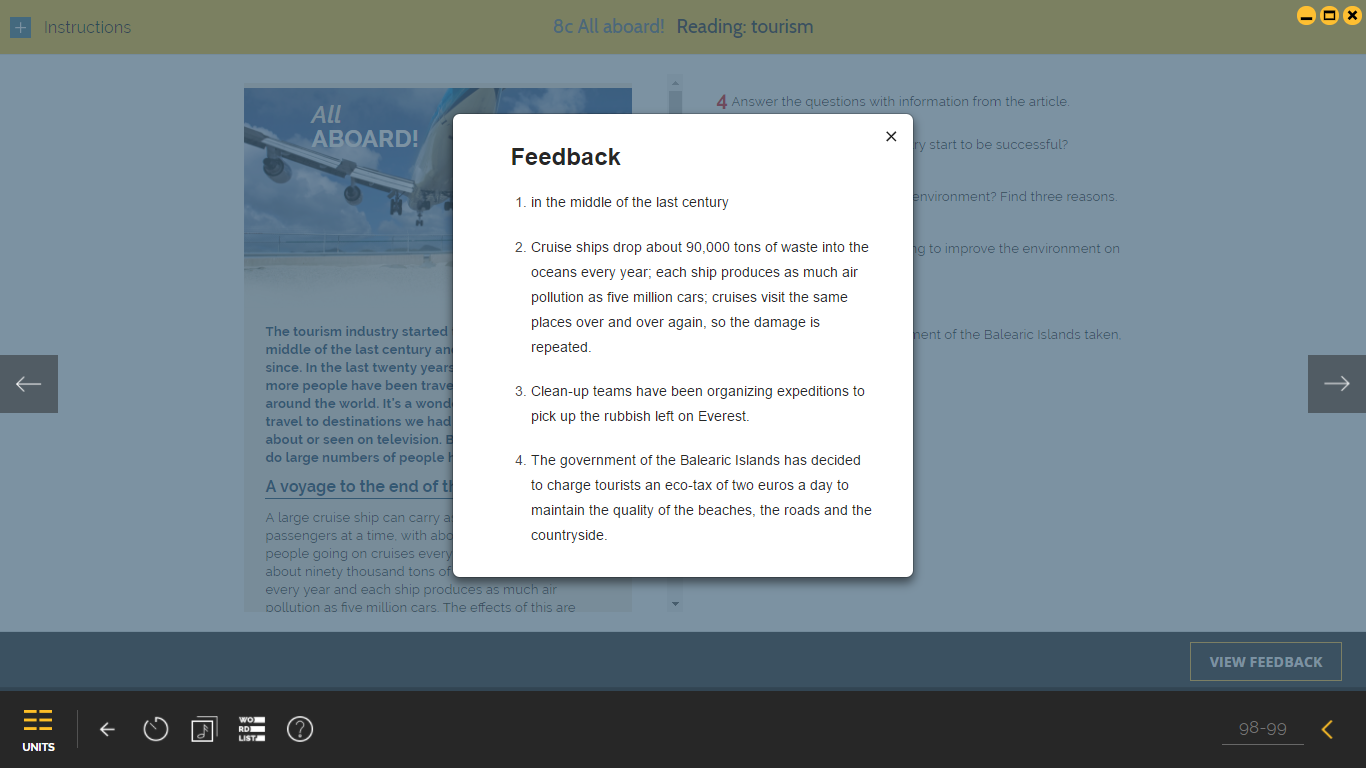 Instructions
8c All aboard! Reading: tourism
All
ABOARD!
The tourism industry started
middle of the last century
since. In the last twenty years
more people have been
around the world. It's a
travel to destinations we had
about or seen on television.
do large numbers of people
A voyage to the end of
A large cruise ship can carry
passengers at a time, with
people going on cruises every
about ninety thousand tons of
every year and each ship produces as much air
pollution as five million cars. The effects of this are
4 Answer the questions with information from the article.
start to be successful?
environment? Find three reasons.
to improve the environment on
of the Balearic Islands taken,
Feedback
1. in the middle of the last century
2. Cruise ships drop about 90,000 tons of waste into the
oceans every year; each ship produces as much air
pollution as five million cars; cruises visit the same
places over and over again, so the damage is
repeated.
3. Clean-up teams have been organizing expeditions to
pick up the rubbish left on Everest.
4. The government of the Balearic Islands has decided
to charge tourists an eco-tax of two euros a day to
maintain the quality of the beaches, the roads and the
countryside.
VIEW FEEDBACK
UNITS
WO
RD
LIST
98-99